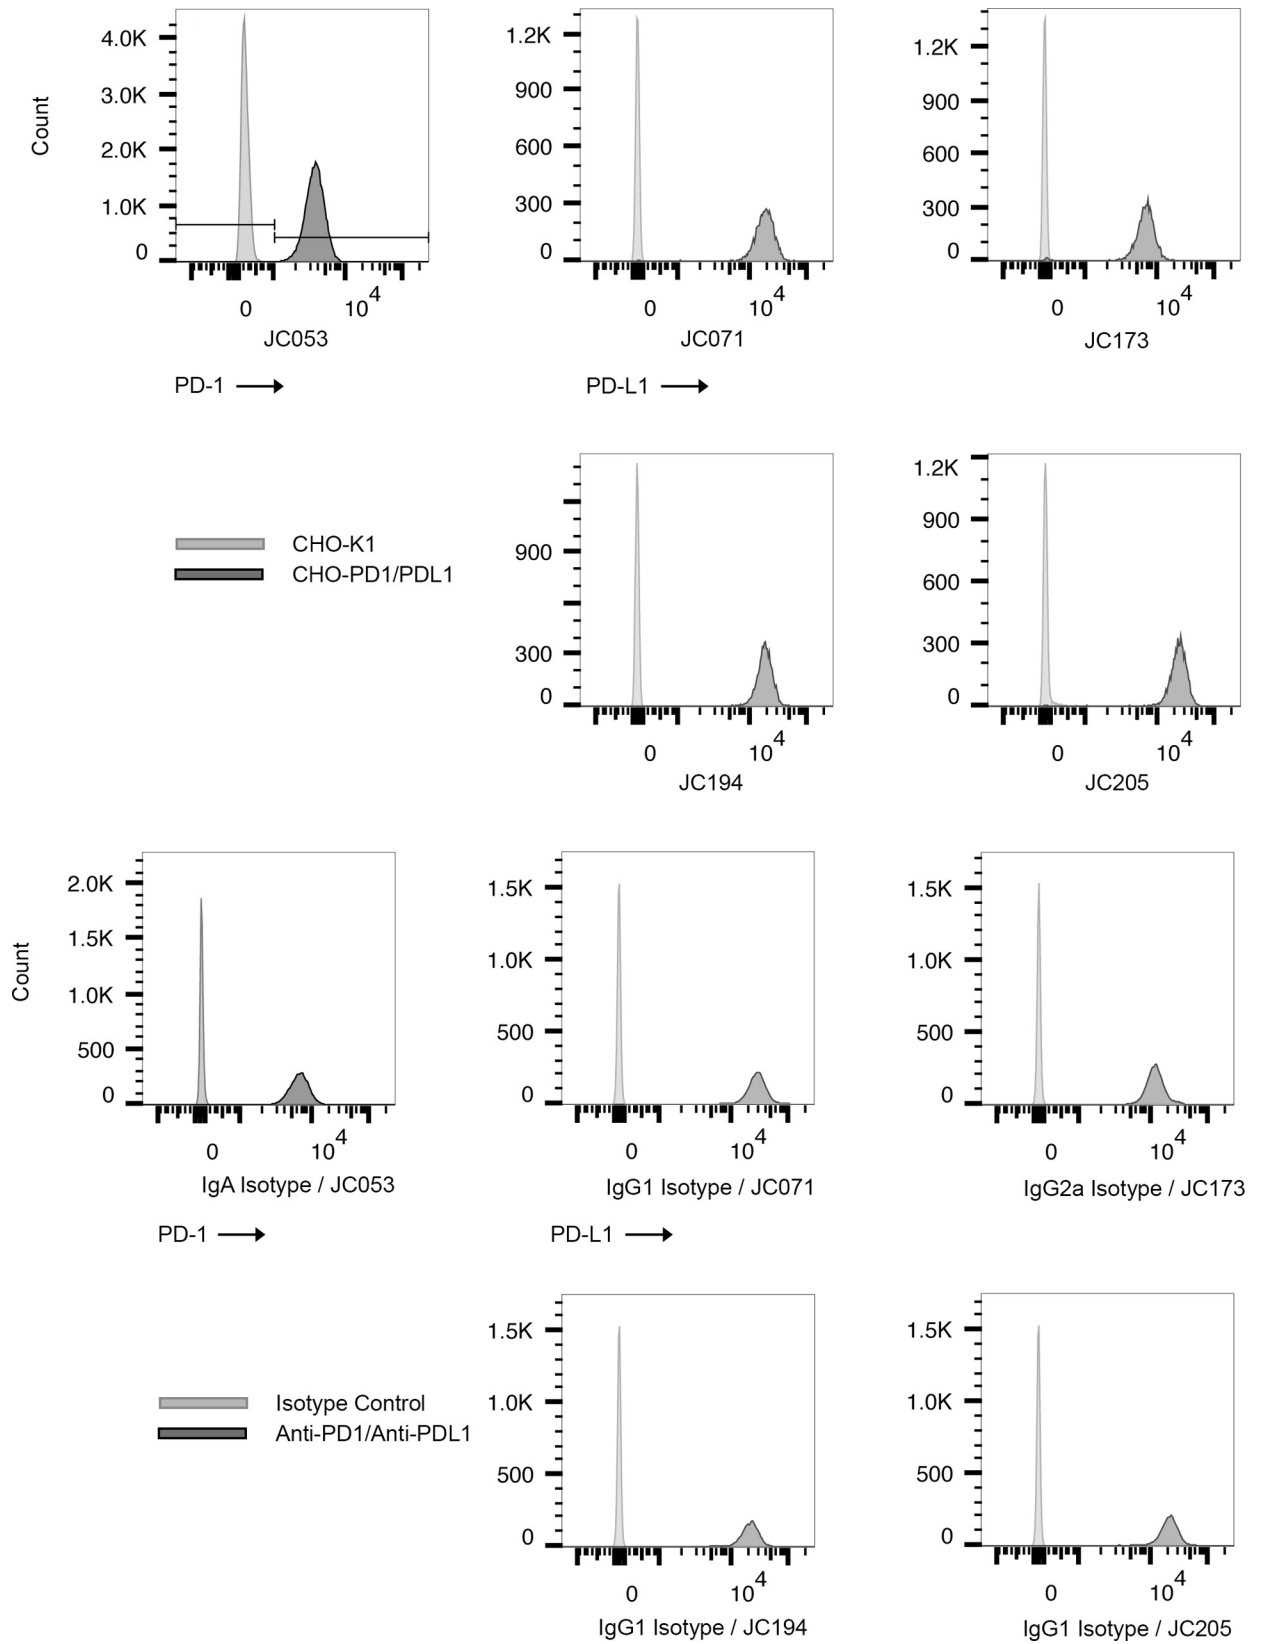 Count
4.0K
3.0K
2.0K
1.0K
0
0
10^4
JC053
PD-1
1.2K
900
600
300
0
0
10^4
JC071
PD-L1
1.2K
900
600
300
0
0
10^4
JC173
CHO-K1
CHO-PD1/PDL1
900
300
0
0
10^4
JC194
1.2K
900
600
300
0
0
10^4
JC205
Count
2.0K
1.5K
1.0K
500
0
0
10^4
IgA Isotype / JC053
PD-1
1.5K
1.0K
500
0
0
10^4
IgG1 Isotype / JC071
PD-L1
1.5K
1.0K
500
0
0
10^4
IgG2a Isotype / JC173
Isotype Control
Anti-PD1/Anti-PDL1
1.5K
1.0K
500
0
0
10^4
IgG1 Isotype / JC194
1.5K
1.0K
500
0
0
10^4
IgG1 Isotype / JC205